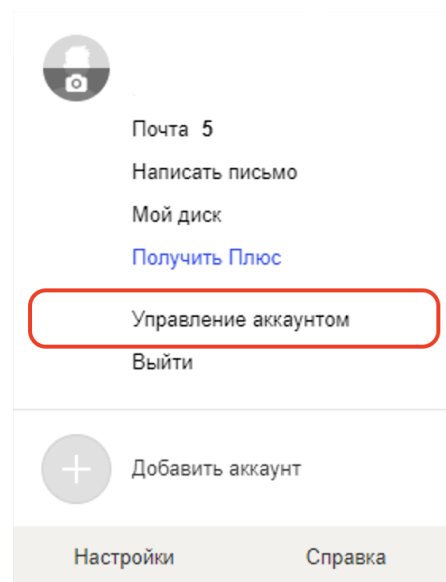 Почта 5
Написать письмо
Мой диск
Получить Плюс
Управление аккаунтом
Выйти
Добавить аккаунт
Настройки Справка